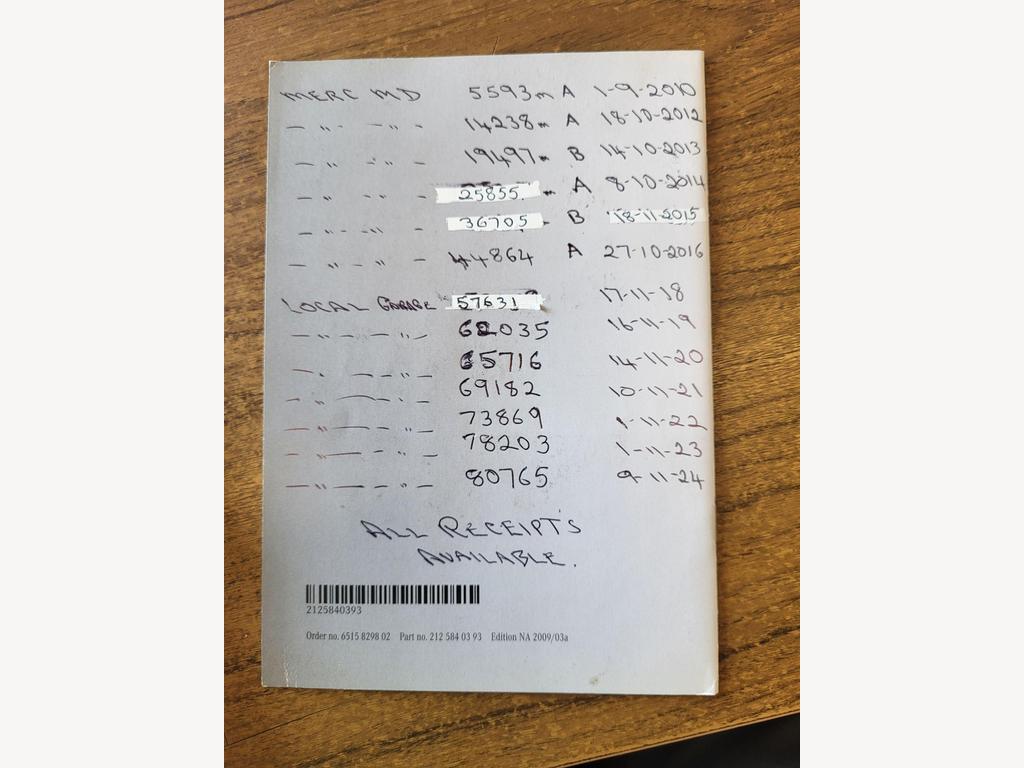 MERC MD 5593m A 1-9-2010
— " — — " — 14238m A 18-10-2012
— " — — " — 19497m B 14-10-2013
— " — — " — 25855. A 8-10-2014
— " — — " — 36705 B 18-11-2015
— " — — " — 44864 A 27-10-2016
LOCAL GARAGE 57631 17-11-18
— " — — " — 62035 16-11-19
— " — — " — 65716 14-11-20
— " — — " — 69182 10-11-21
— " — — " — 73869 1-11-22
— " — — " — 78203 1-11-23
— " — — " — 80765 9-11-24
ALL RECEIPTS
AVAILABLE.
2125840393
Order no. 6515 8298 02 Part no. 212 584 03 93 Edition NA 2009/03a